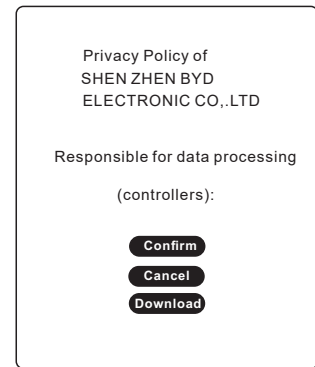 Privacy Policy of
SHEN ZHEN BYD
ELECTRONIC CO,.LTD
Responsible for data processing
(controllers):
Confirm
Cancel
Download